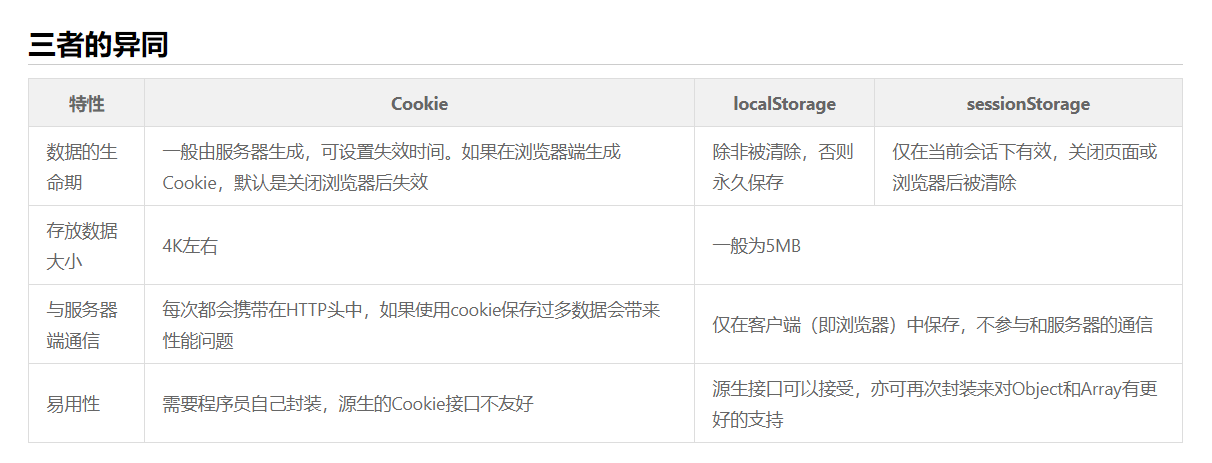 三者的异同
特性 Cookie localStorage sessionStorage
数据的生 一般由服务器生成，可设置失效时间。如果在浏览器端生成 除非被清除，否则 仅在当前会话下有效，关闭页面或
命期 Cookie，默认是关闭浏览器后失效 永久保存 浏览器后被清除
存放数据
大小 4K左右 一般为5MB
与服务器 每次都会携带在HTTP头中，如果使用cookie保存过多数据会带来
端通信 性能问题 仅在客户端（即浏览器）中保存，不参与和服务器的通信
易用性 需要程序员自己封装，源生的Cookie接口不友好 源生接口可以接受，亦可再次封装来对Object和Array有更
好的支持